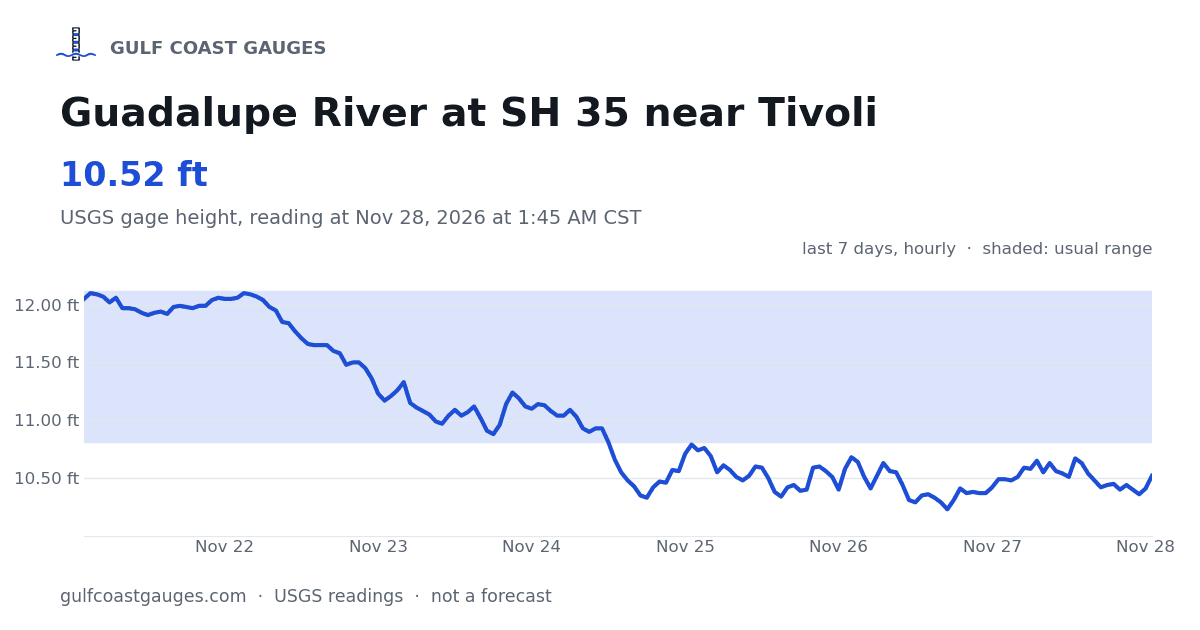 GULF COAST GAUGES
Guadalupe River at SH 35 near Tivoli
10.52 ft
USGS gage height, reading at Nov 28, 2026 at 1:45 AM CST
last 7 days, hourly · shaded: usual range
12.00 ft
11.50 ft
11.00 ft
10.50 ft
Nov 22 Nov 23 Nov 24 Nov 25 Nov 26 Nov 27 Nov 28
gulfcoastgauges.com · USGS readings · not a forecast